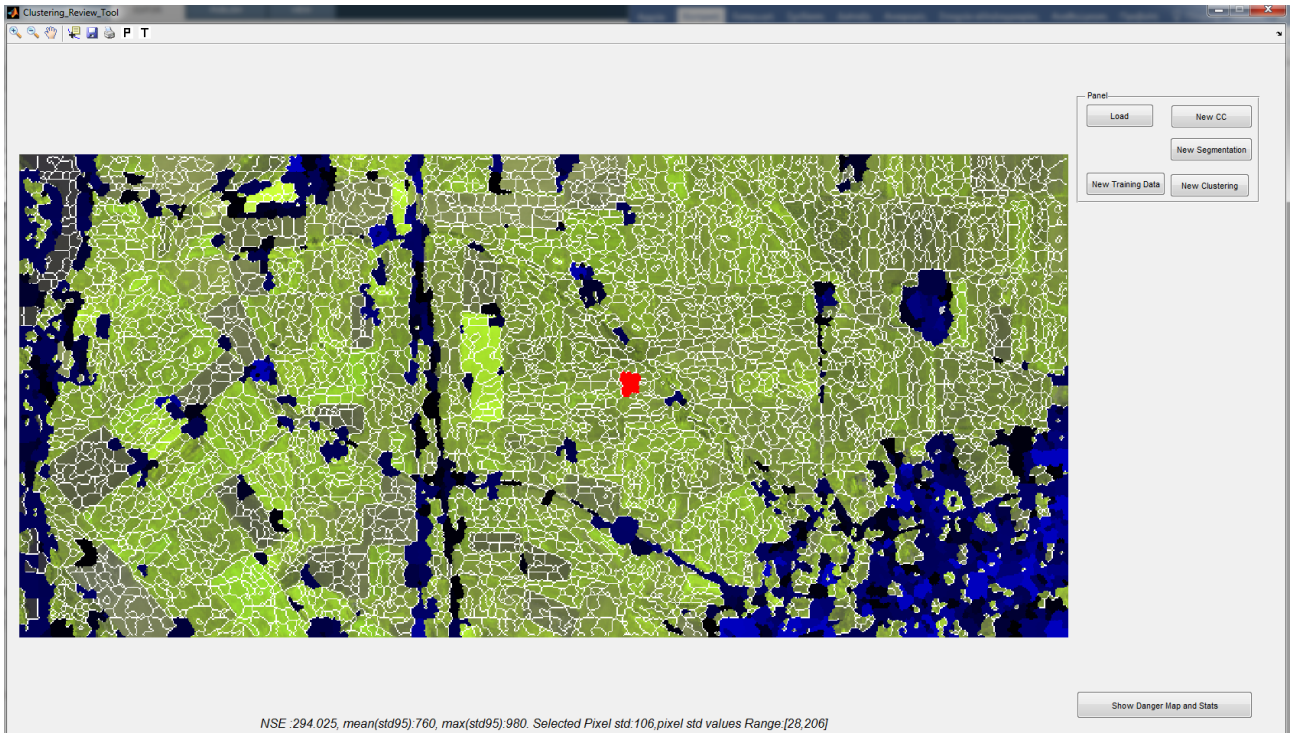 Clustering_Review_Tool
P T
Panel
Load
New CC
New Segmentation
New Training Data
New Clustering
Show Danger Map and Stats
NSE :294.025, mean(std95):760, max(std95):980. Selected Pixel std:106,pixel std values Range:[28,206]